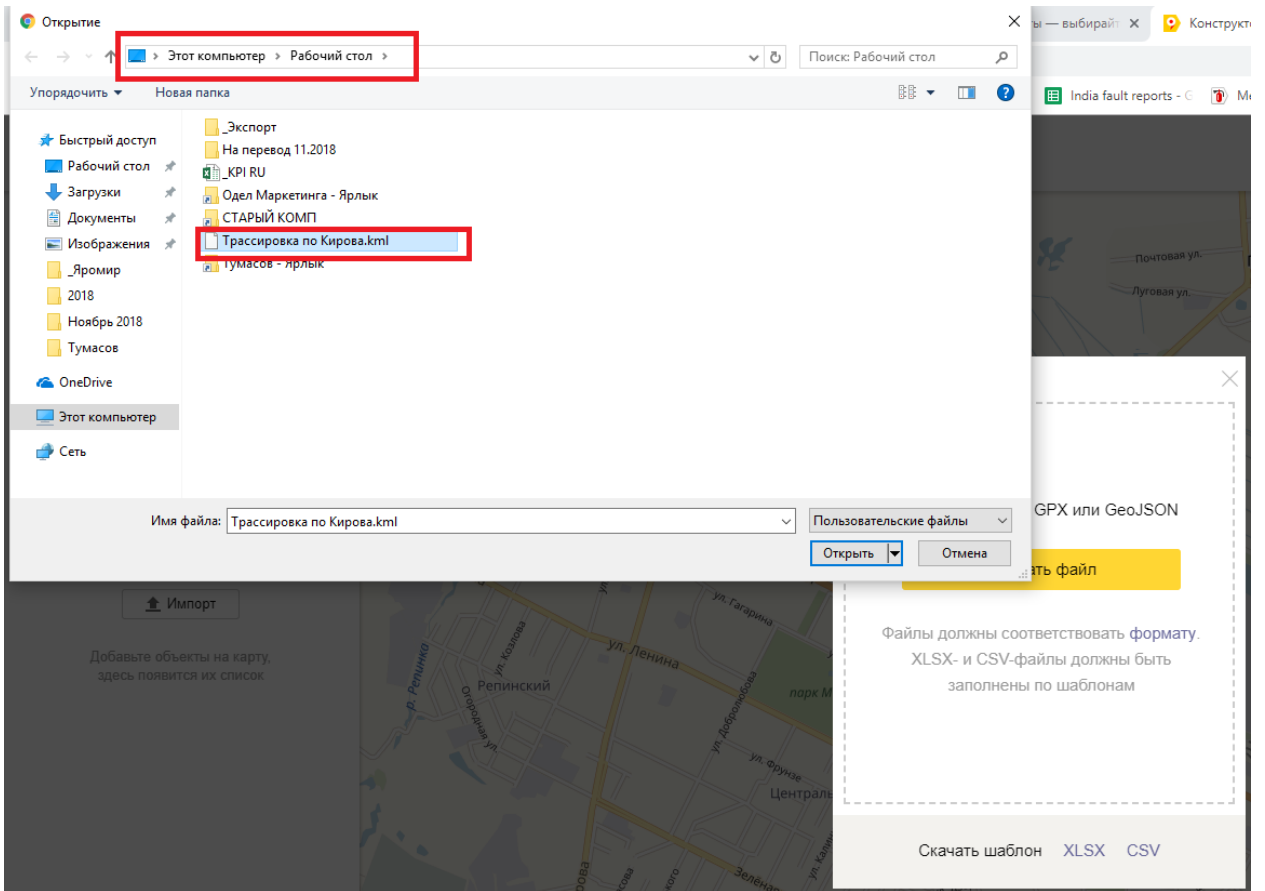 Открытие
ы — выбирайт
Конструкто
Этот компьютер
Рабочий стол
Поиск: Рабочий стол
Упорядочить
Новая папка
India fault reports - G
Быстрый доступ
Рабочий стол
Загрузки
Документы
Изображения
_Яромир
2018
Ноябрь 2018
Тумасов
OneDrive
Этот компьютер
Сеть
_Экспорт
На перевод 11.2018
_KPI RU
Одел Маркетинга - Ярлык
СТАРЫЙ КОМП
Трассировка по Кирова.kml
Тумасов - Ярлык
Имя файла:
Трассировка по Кирова.kml
Пользовательские файлы
Открыть
Отмена
Почтовая ул.
Луговая ул.
GPX или GeoJSON
ать файл
Файлы должны соответствовать формату.
XLSX- и CSV-файлы должны быть
заполнены по шаблонам
Скачать шаблон XLSX CSV
Импорт
Добавьте объекты на карту,
здесь появится их список
ул. Гагарина
ул. Козлова
ул. Ленина
р. Репинка
Репинский
Огородная ул.
парк М
ул. Добролюбова
ул. Фрунзе
Централь
Зелёная